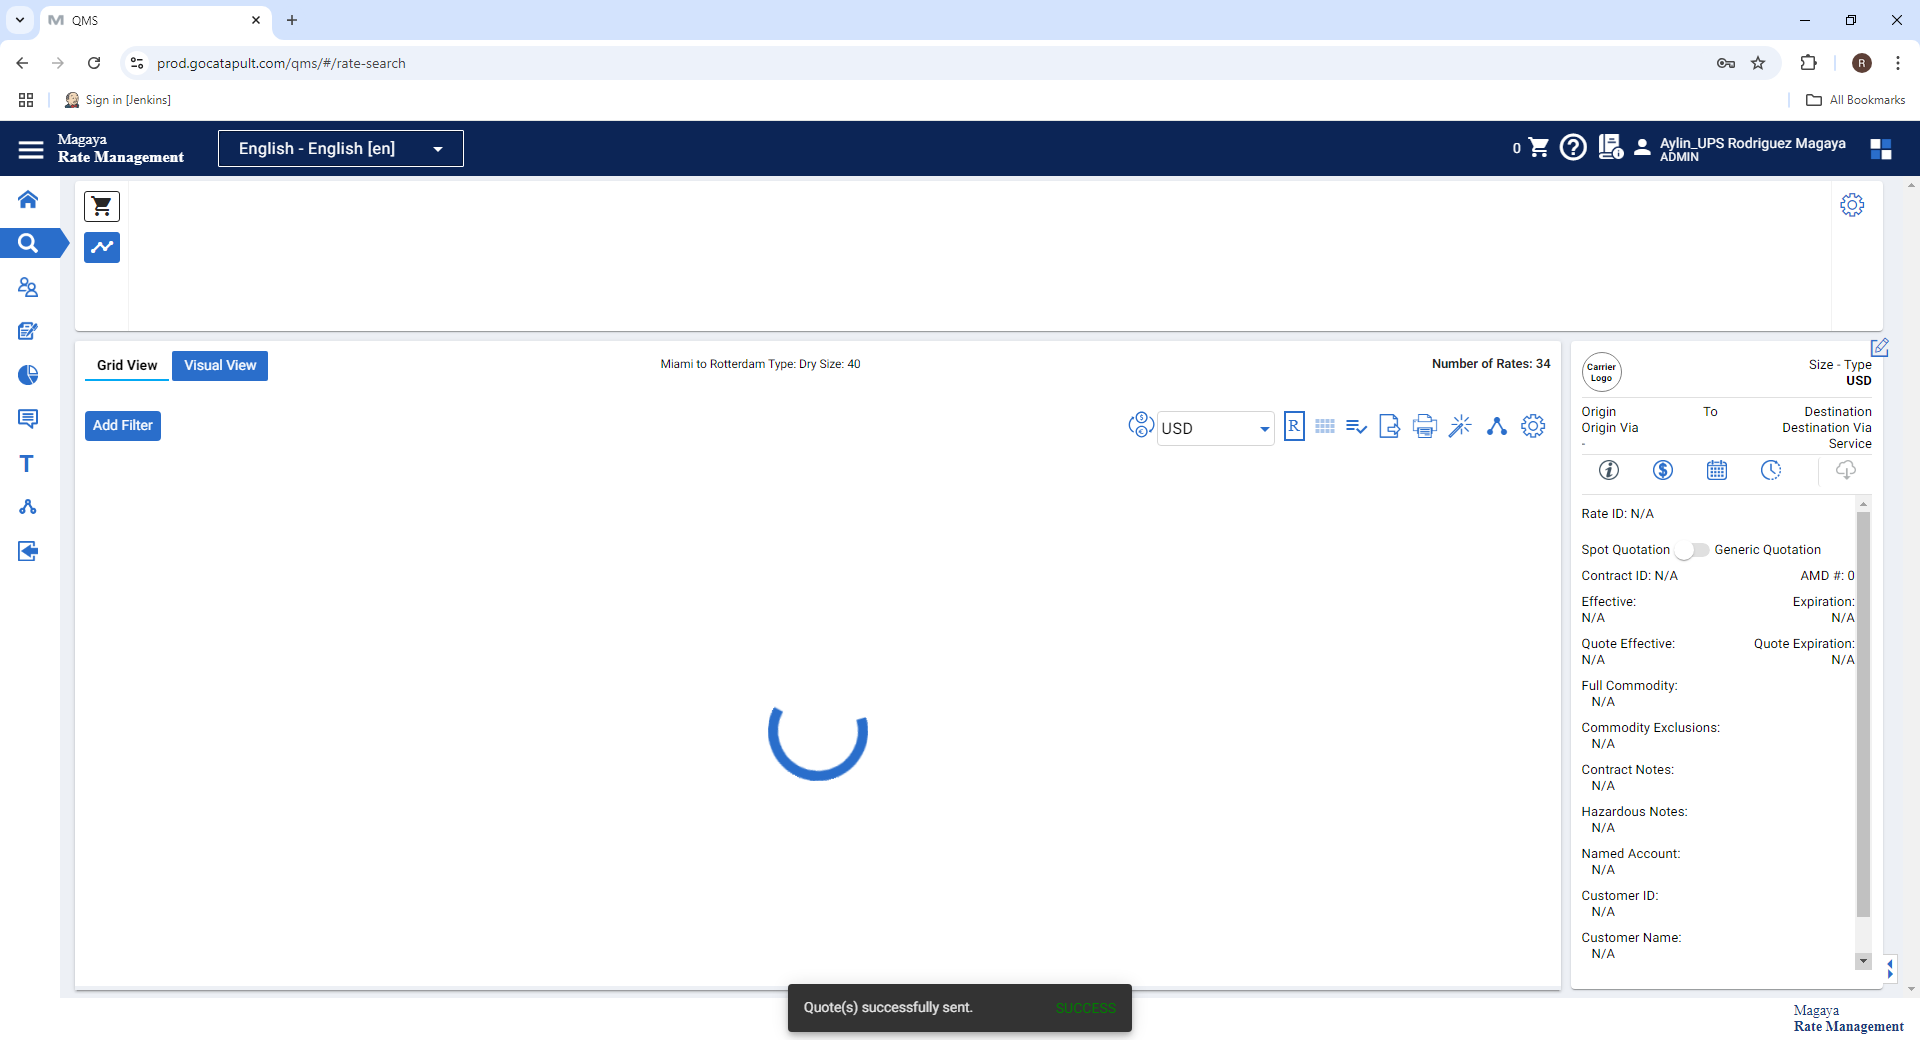 QMS
prod.gocatapult.com/qms/#/rate-search
R
Sign in [Jenkins]
All Bookmarks
Magaya
Rate Management
English - English [en]
0
Aylin_UPS Rodriguez Magaya
ADMIN
Grid View
Visual View
Miami to Rotterdam Type: Dry Size: 40
Number of Rates: 34
Add Filter
USD
R
Carrier
Logo
Size - Type
USD
Origin To Destination
Origin Via Destination Via
- Service
Rate ID: N/A
Spot Quotation Generic Quotation
Contract ID: N/A AMD #: 0
Effective: Expiration:
N/A N/A
Quote Effective: Quote Expiration:
N/A N/A
Full Commodity:
N/A
Commodity Exclusions:
N/A
Contract Notes:
N/A
Hazardous Notes:
N/A
Named Account:
N/A
Customer ID:
N/A
Customer Name:
N/A
T
Quote(s) successfully sent. SUCCESS
Magaya
Rate Management